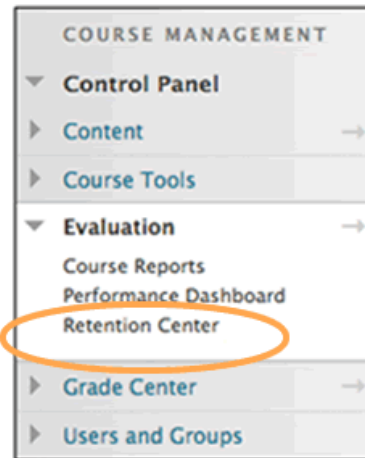 COURSE MANAGEMENT
Control Panel
Content
Course Tools
Evaluation
Course Reports
Performance Dashboard
Retention Center
Grade Center
Users and Groups